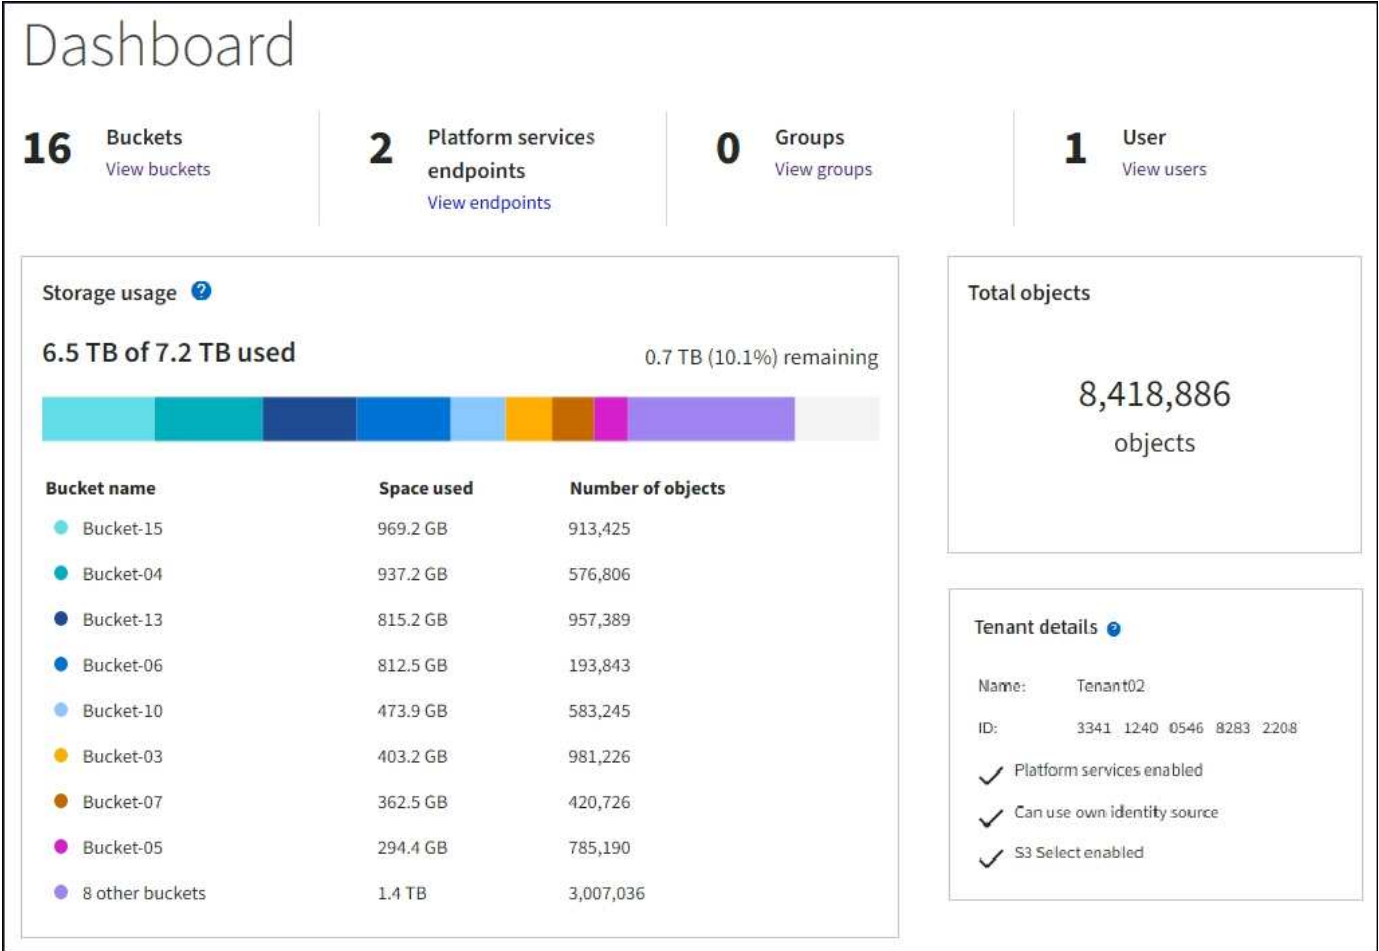 Dashboard
16 Buckets
View buckets
2 Platform services
endpoints
View endpoints
0 Groups
View groups
1 User
View users
Storage usage ?
6.5 TB of 7.2 TB used
0.7 TB (10.1%) remaining
Bucket name Space used Number of objects
Bucket-15 969.2 GB 913,425
Bucket-04 937.2 GB 576,806
Bucket-13 815.2 GB 957,389
Bucket-06 812.5 GB 193,843
Bucket-10 473.9 GB 583,245
Bucket-03 403.2 GB 981,226
Bucket-07 362.5 GB 420,726
Bucket-05 294.4 GB 785,190
8 other buckets 1.4 TB 3,007,036
Total objects
8,418,886
objects
Tenant details ?
Name: Tenant02
ID: 3341 1240 0546 8283 2208
Platform services enabled
Can use own identity source
S3 Select enabled